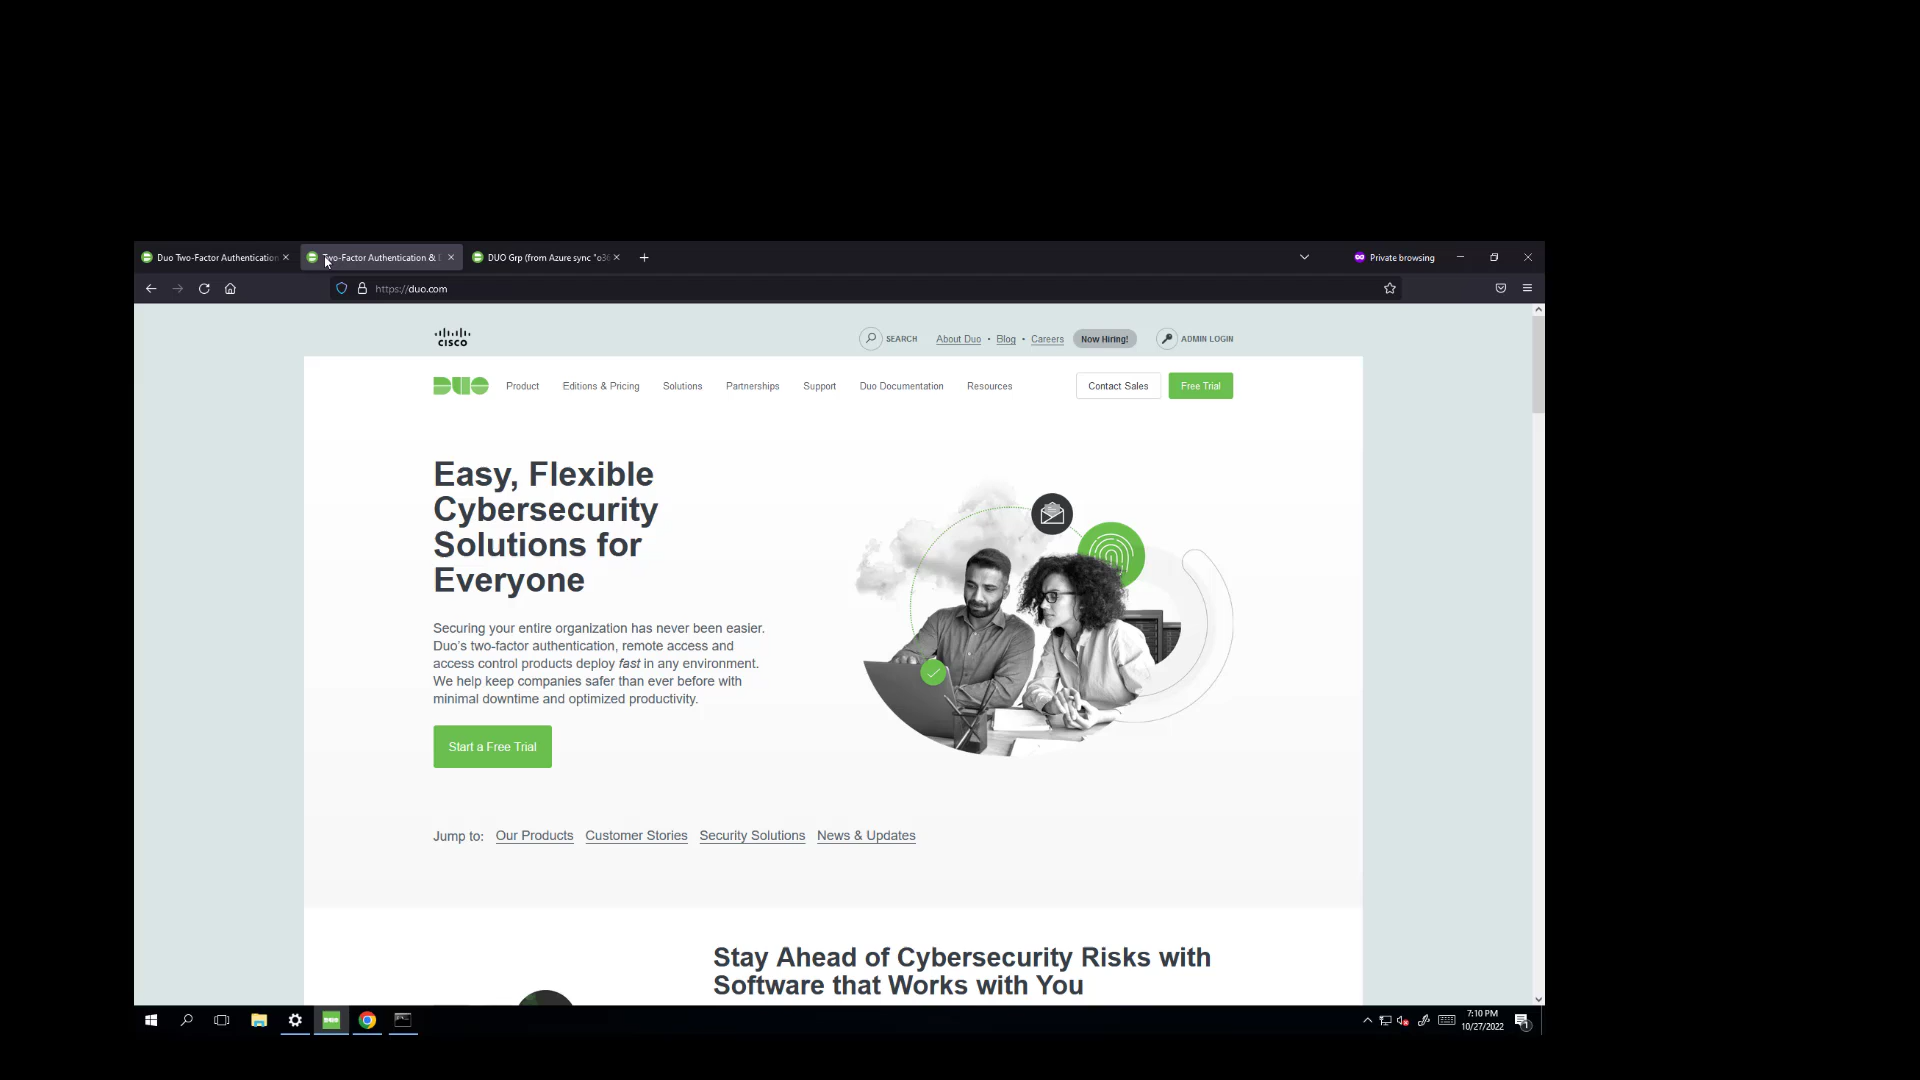 Duo Two-Factor Authentication
Two-Factor Authentication &
DUO Grp (from Azure sync "o36
Private browsing
https://duo.com
CISCO
SEARCH
About Duo • Blog • Careers
Now Hiring!
ADMIN LOGIN
DUO
Product
Editions & Pricing
Solutions
Partnerships
Support
Duo Documentation
Resources
Contact Sales
Free Trial
Easy, Flexible
Cybersecurity
Solutions for
Everyone
Securing your entire organization has never been easier.
Duo's two-factor authentication, remote access and
access control products deploy fast in any environment.
We help keep companies safer than ever before with
minimal downtime and optimized productivity.
Start a Free Trial
Jump to: Our Products Customer Stories Security Solutions News & Updates
Stay Ahead of Cybersecurity Risks with
Software that Works with You
DUO
7:10 PM
10/27/2022
1